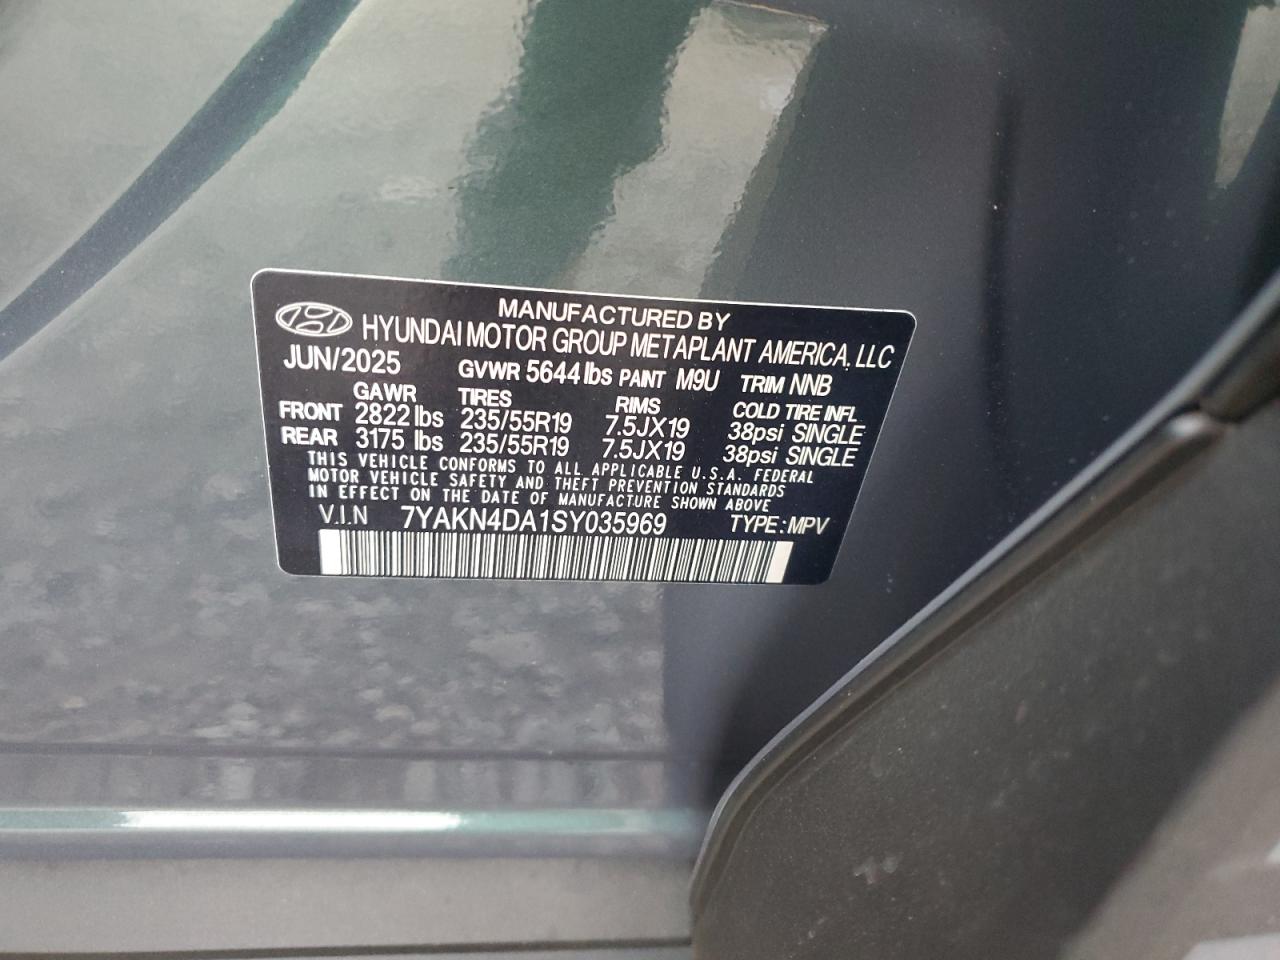 MANUFACTURED BY
HYUNDAI MOTOR GROUP METAPLANT AMERICA, LLC
JUN/2025 GVWR 5644 lbs PAINT M9U TRIM NNB
GAWR TIRES RIMS COLD TIRE INFL
FRONT 2822 lbs 235/55R19 7.5JX19 38psi SINGLE
REAR 3175 lbs 235/55R19 7.5JX19 38psi SINGLE
THIS VEHICLE CONFORMS TO ALL APPLICABLE U.S.A. FEDERAL
MOTOR VEHICLE SAFETY AND THEFT PREVENTION STANDARDS
IN EFFECT ON THE DATE OF MANUFACTURE SHOWN ABOVE
V.I.N 7YAKN4DA1SY035969 TYPE: MPV